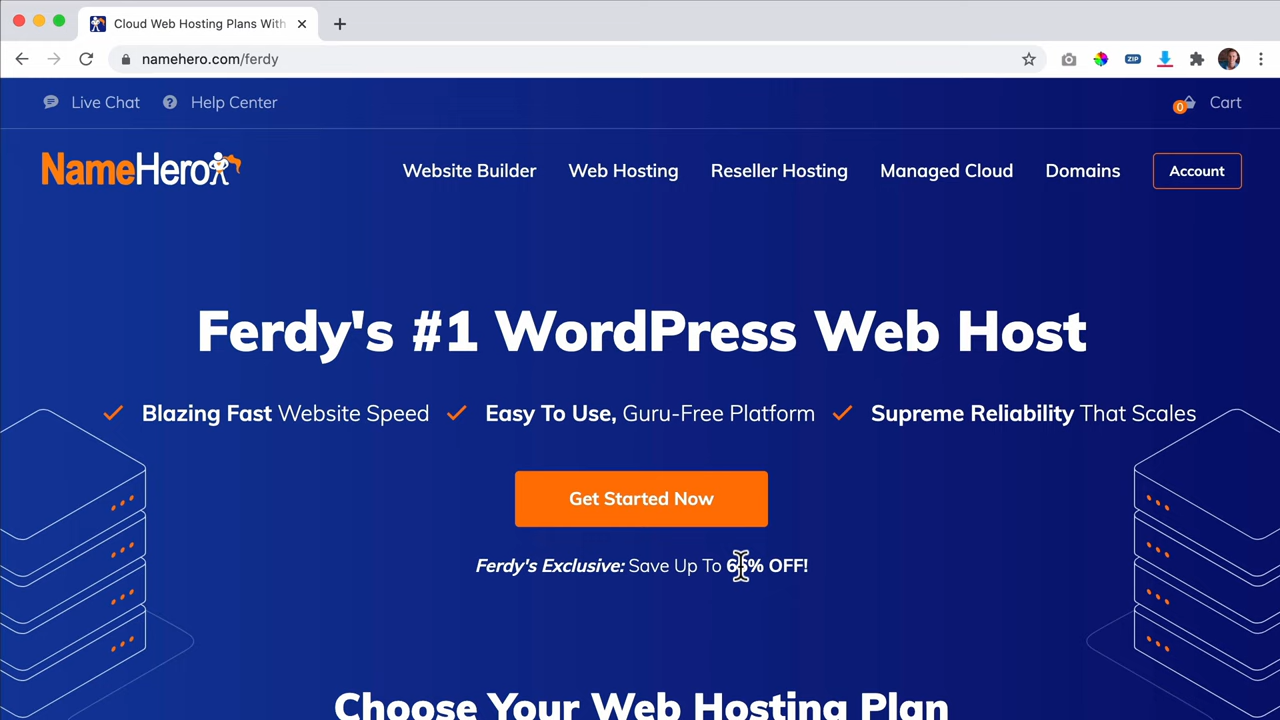 Cloud Web Hosting Plans With
namehero.com/ferdy
ZIP
Live Chat Help Center
0 Cart
NameHero
Website Builder Web Hosting Reseller Hosting Managed Cloud Domains Account
Ferdy's #1 WordPress Web Host
Blazing Fast Website Speed Easy To Use, Guru-Free Platform Supreme Reliability That Scales
Get Started Now
Ferdy's Exclusive: Save Up To OFF!
Choose Your Web Hosting Plan